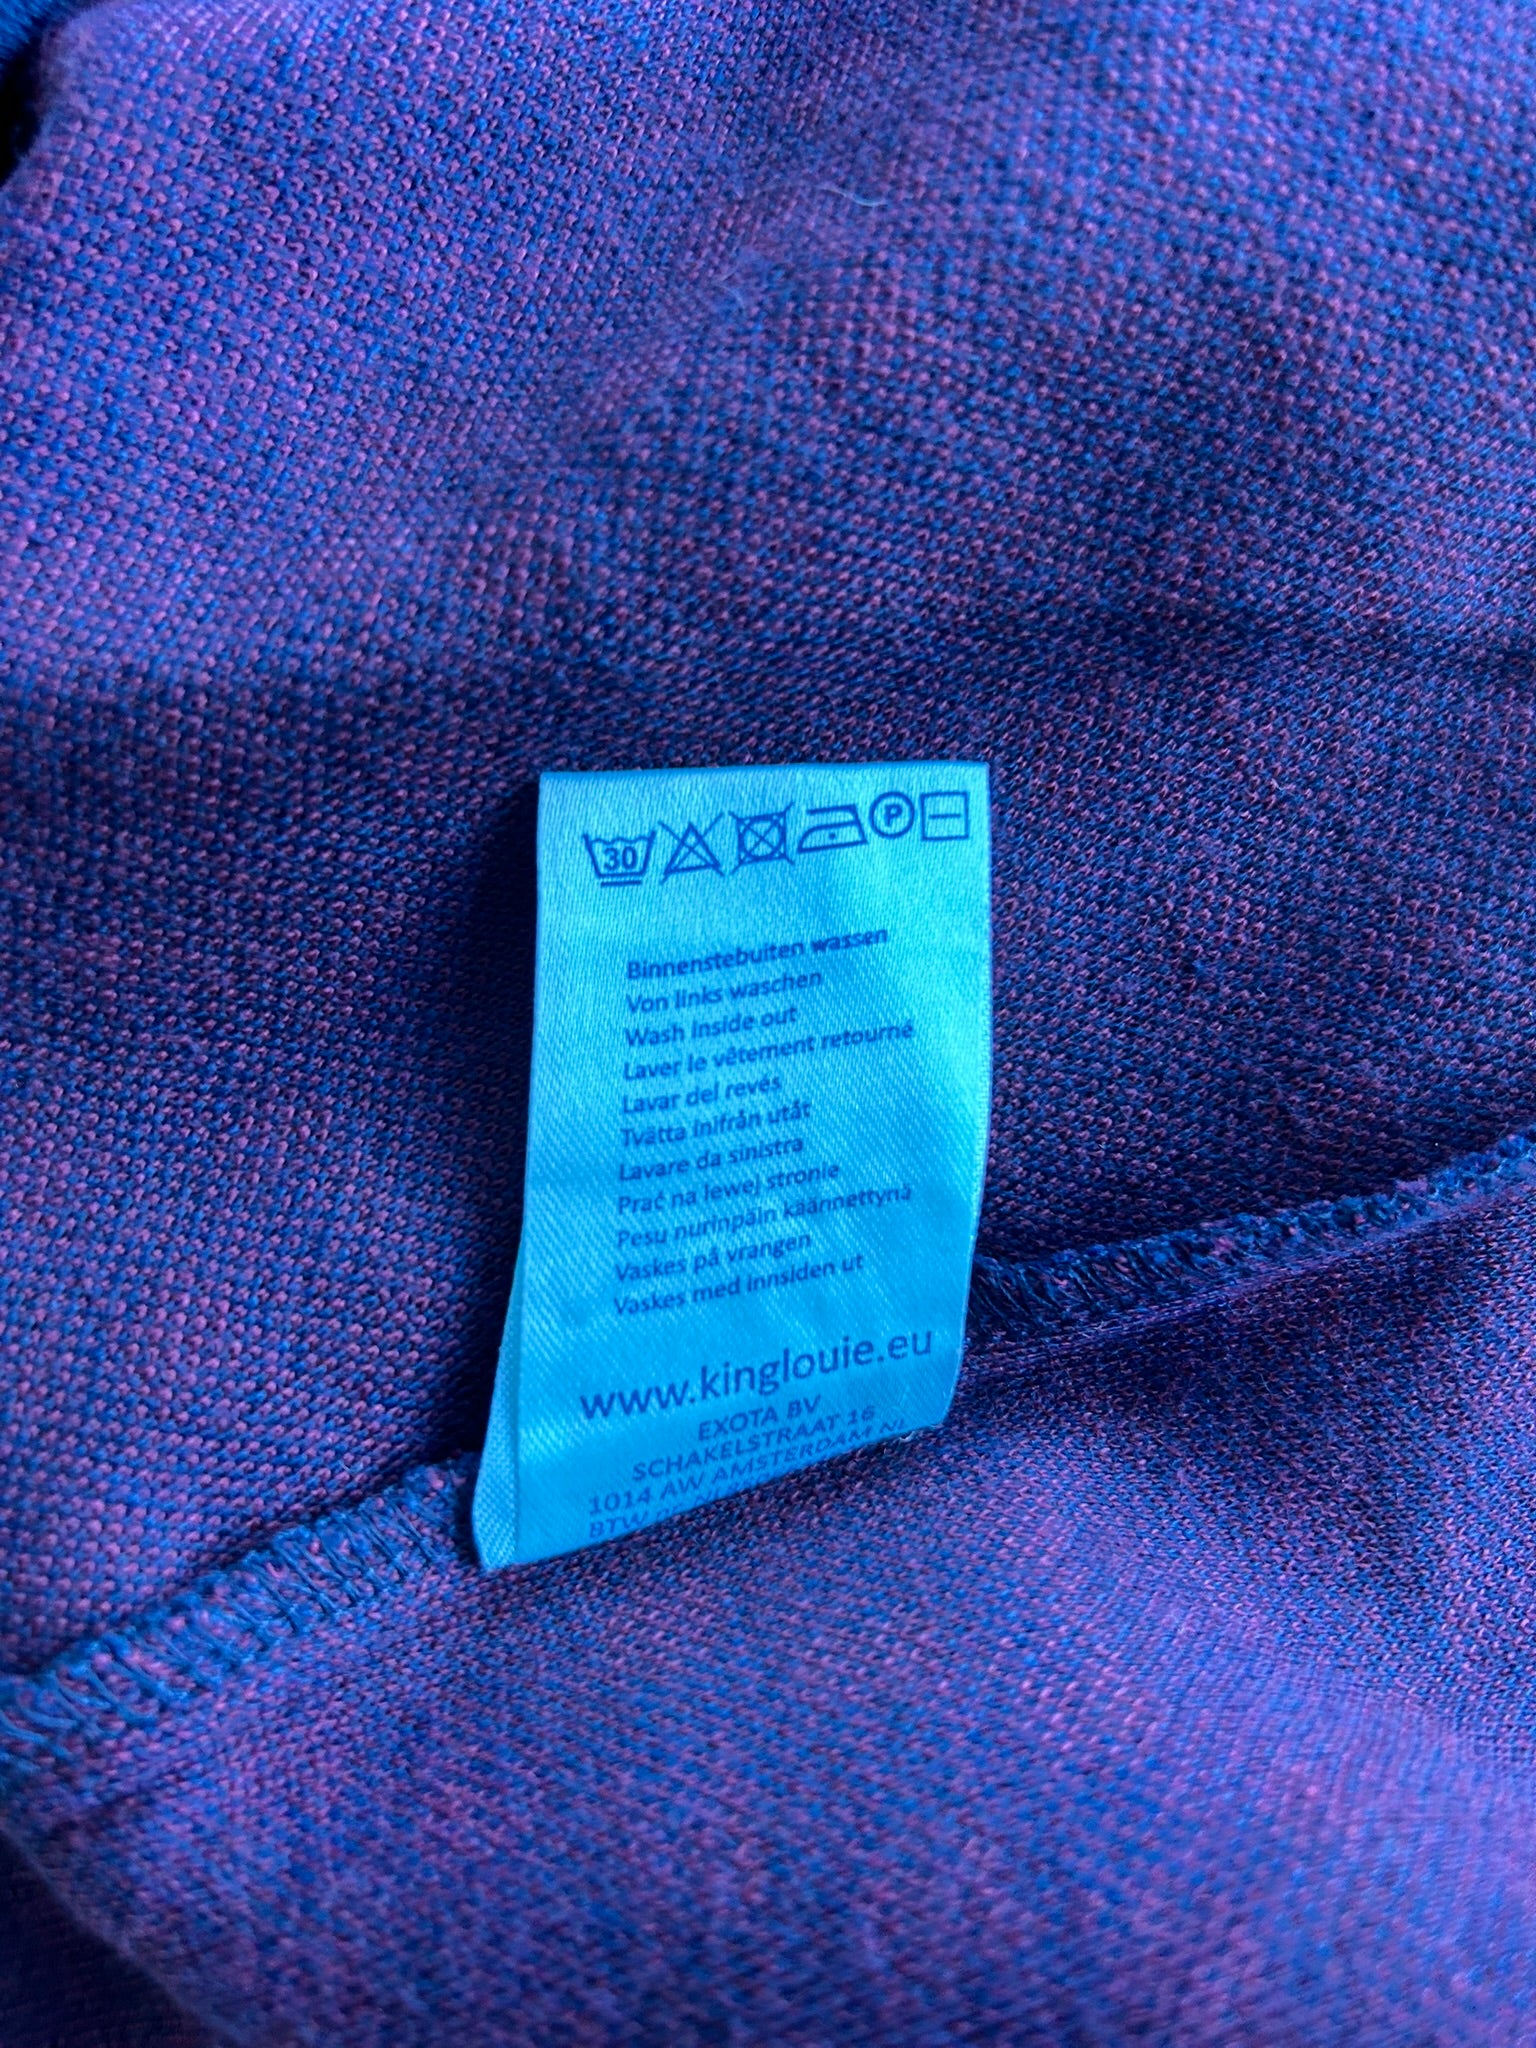 30 P
Binnenstebuiten wassen
Von links waschen
Wash inside out
Laver le vêtement retourné
Lavar del revés
Tvätta inifrån utåt
Lavare da sinistra
Prać na lewej stronie
Pesu nurinpäin käännettynä
Vaskes på vrangen
Vaskes med innsiden ut
www.kinglouie.eu
EXOTA BV
SCHAKELSTRAAT 16
1014 AW AMSTERDAM NL
BTW